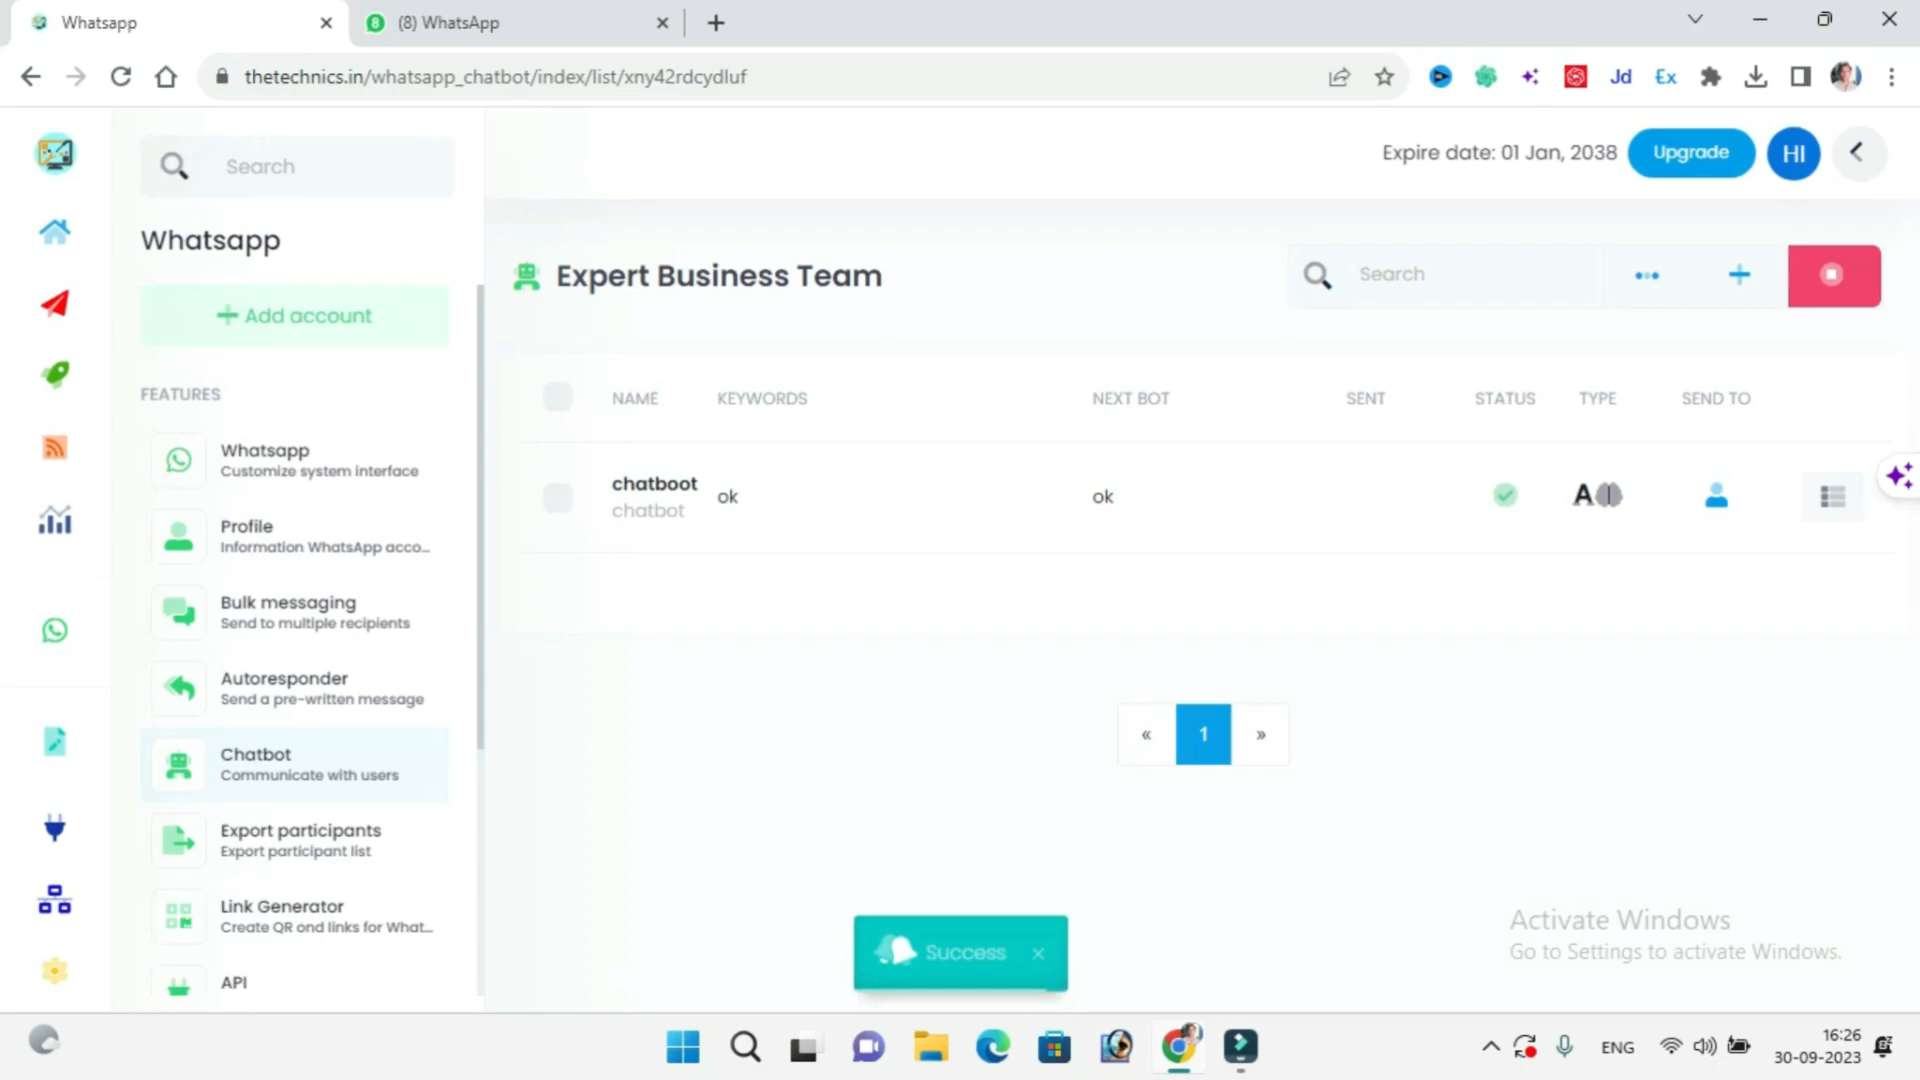 Whatsapp
(8) WhatsApp
thetechnics.in/whatsapp_chatbot/index/list/xny42rdcydluf
Jd
Ex
Search
Expire date: 01 Jan, 2038
Upgrade
HI
Whatsapp
Add account
FEATURES
Whatsapp
Customize system interface
Profile
Information WhatsApp acco...
Bulk messaging
Send to multiple recipients
Autoresponder
Send a pre-written message
Chatbot
Communicate with users
Export participants
Export participant list
Link Generator
Create QR ond links for What...
API
Expert Business Team
Search
NAME KEYWORDS NEXT BOT SENT STATUS TYPE SEND TO
chatboot
chatbot
ok
ok
A
« 1 »
Success
Activate Windows
Go to Settings to activate Windows.
ENG
16:26
30-09-2023